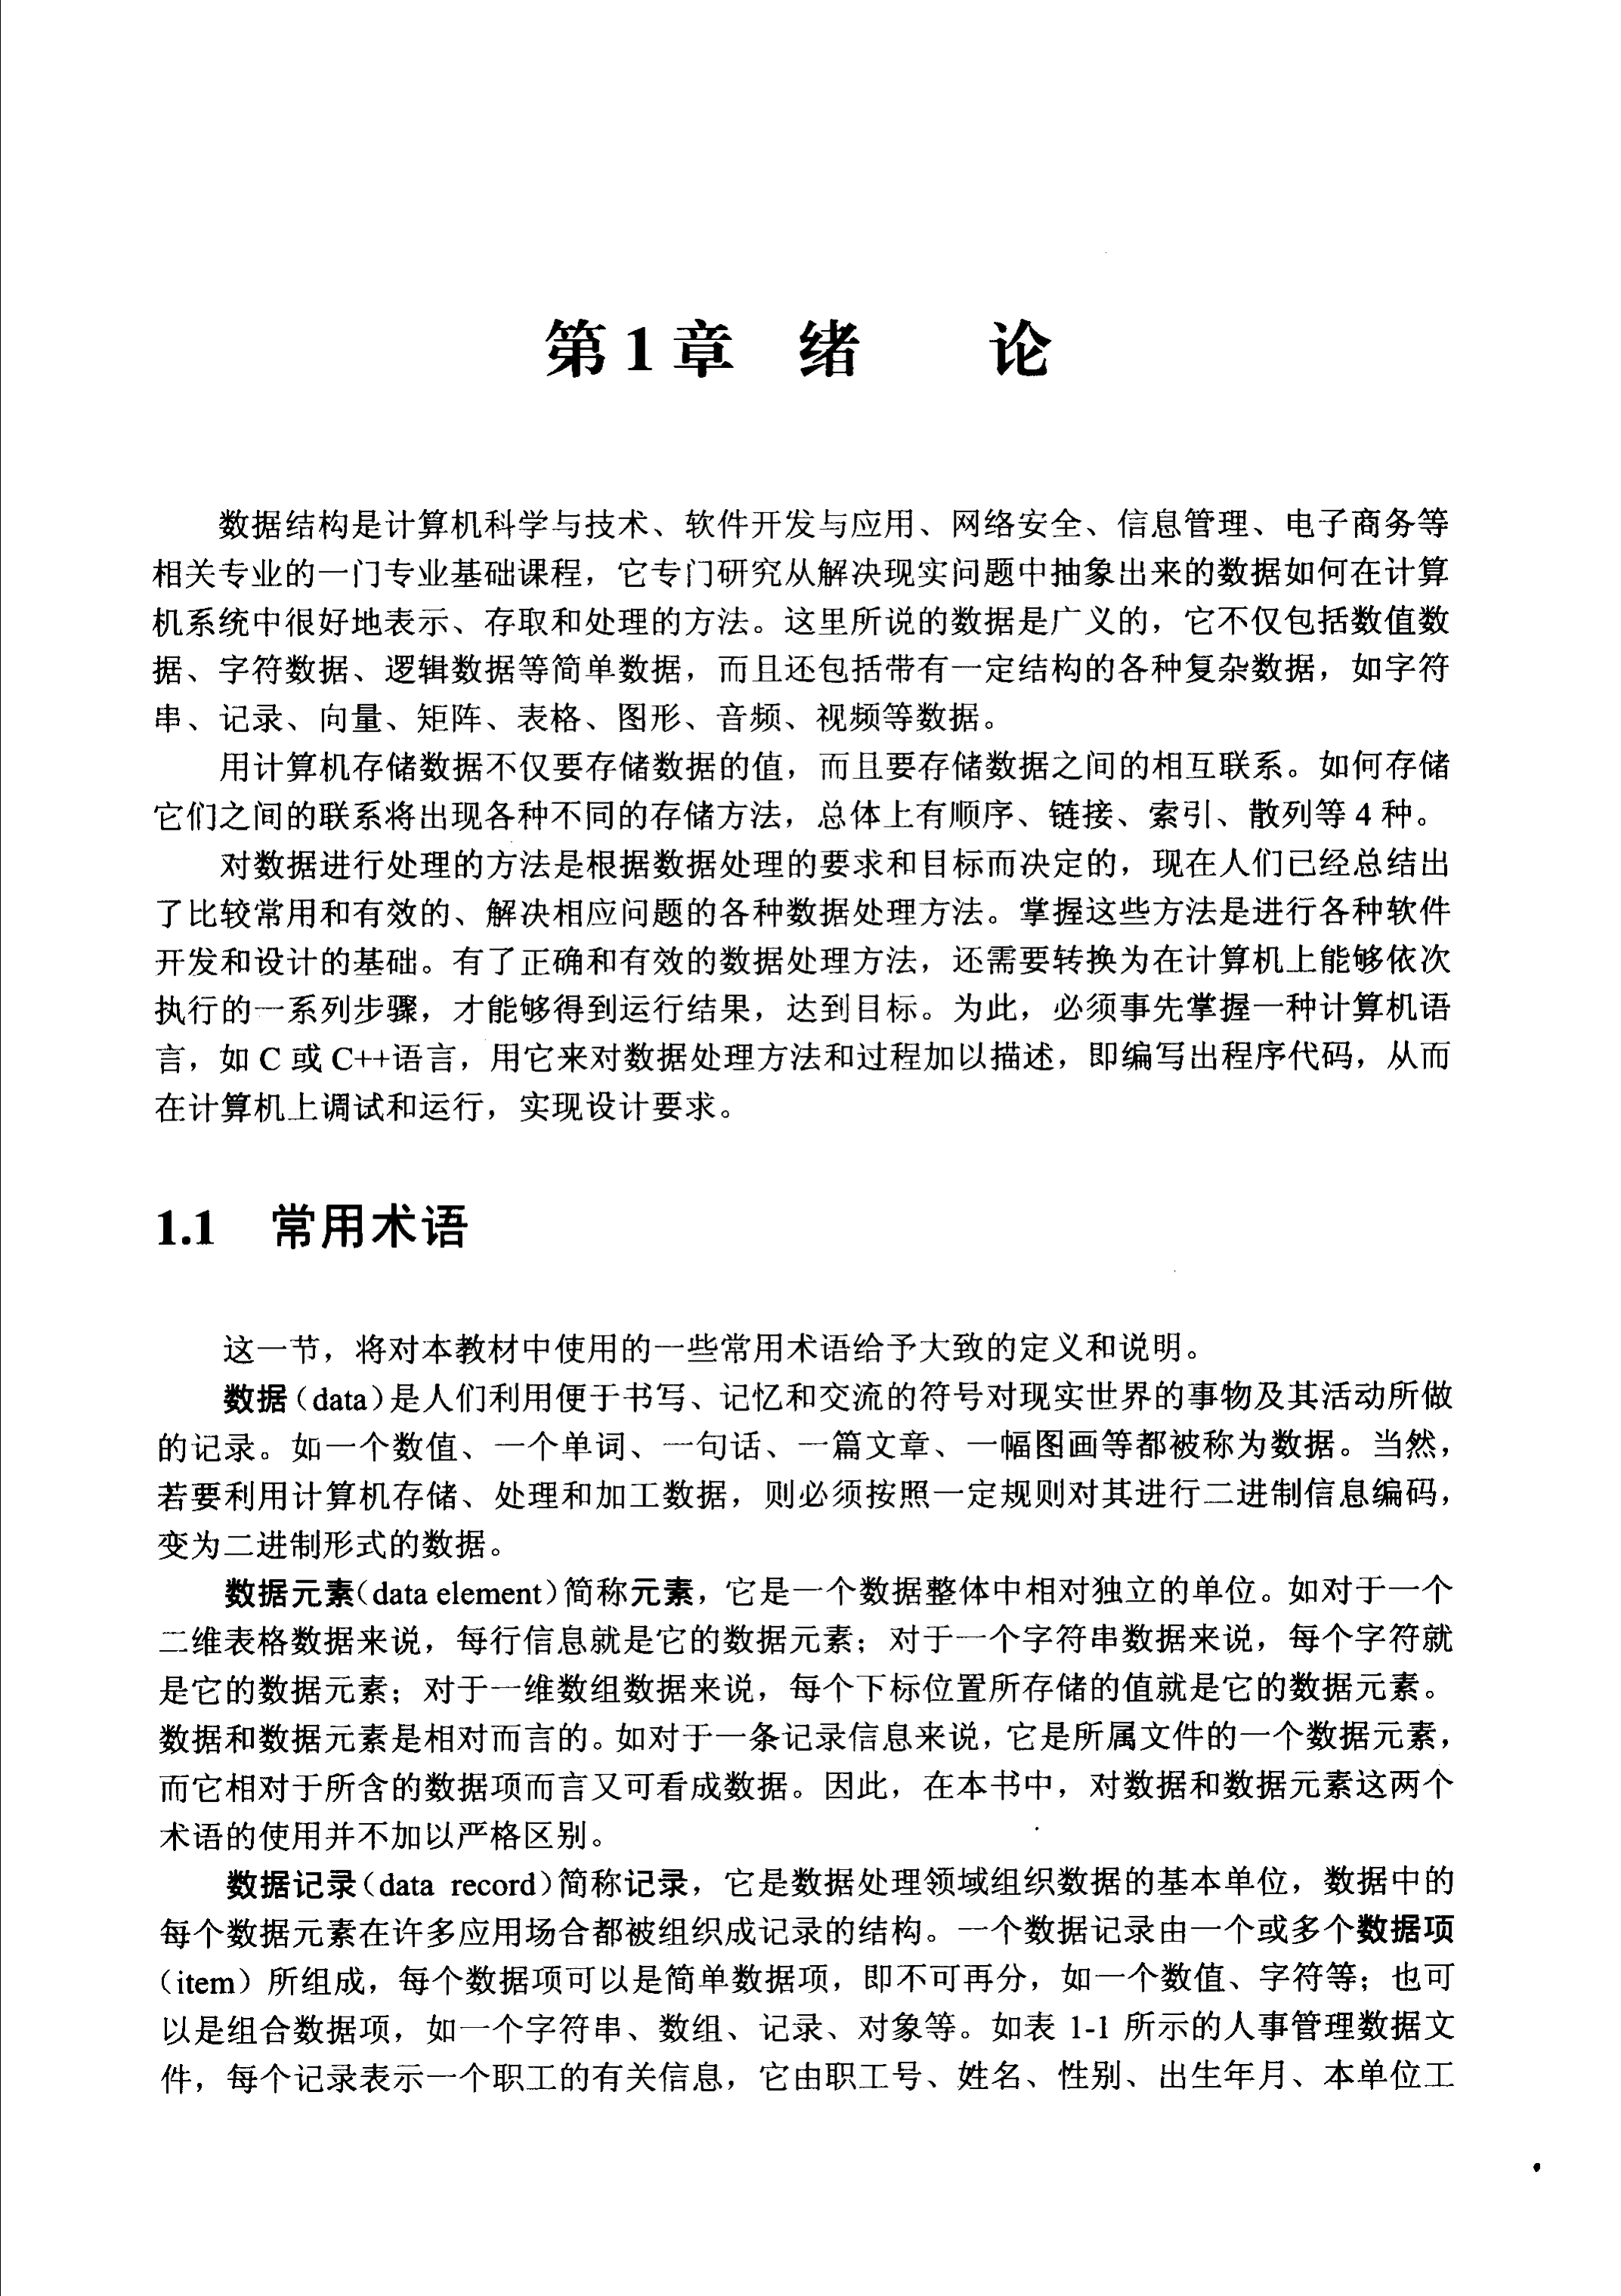 第1章 绪 论
数据结构是计算机科学与技术、软件开发与应用、网络安全、信息管理、电子商务等
相关专业的一门专业基础课程，它专门研究从解决现实问题中抽象出来的数据如何在计算
机系统中很好地表示、存取和处理的方法。这里所说的数据是广义的，它不仅包括数值数
据、字符数据、逻辑数据等简单数据，而且还包括带有一定结构的各种复杂数据，如字符
串、记录、向量、矩阵、表格、图形、音频、视频等数据。
用计算机存储数据不仅要存储数据的值，而且要存储数据之间的相互联系。如何存储
它们之间的联系将出现各种不同的存储方法，总体上有顺序、链接、索引、散列等 4 种。
对数据进行处理的方法是根据数据处理的要求和目标而决定的，现在人们已经总结出
了比较常用和有效的、解决相应问题的各种数据处理方法。掌握这些方法是进行各种软件
开发和设计的基础。有了正确和有效的数据处理方法，还需要转换为在计算机上能够依次
执行的一系列步骤，才能够得到运行结果，达到目标。为此，必须事先掌握一种计算机语
言，如 C 或 C++语言，用它来对数据处理方法和过程加以描述，即编写出程序代码，从而
在计算机上调试和运行，实现设计要求。
1.1 常用术语
这一节，将对本教材中使用的一些常用术语给予大致的定义和说明。
数据（data）是人们利用便于书写、记忆和交流的符号对现实世界的事物及其活动所做
的记录。如一个数值、一个单词、一句话、一篇文章、一幅图画等都被称为数据。当然，
若要利用计算机存储、处理和加工数据，则必须按照一定规则对其进行二进制信息编码，
变为二进制形式的数据。
数据元素（data element）简称元素，它是一个数据整体中相对独立的单位。如对于一个
二维表格数据来说，每行信息就是它的数据元素；对于一个字符串数据来说，每个字符就
是它的数据元素；对于一维数组数据来说，每个下标位置所存储的值就是它的数据元素。
数据和数据元素是相对而言的。如对于一条记录信息来说，它是所属文件的一个数据元素，
而它相对于所含的数据项而言又可看成数据。因此，在本书中，对数据和数据元素这两个
术语的使用并不加以严格区别。
数据记录（data record）简称记录，它是数据处理领域组织数据的基本单位，数据中的
每个数据元素在许多应用场合都被组织成记录的结构。一个数据记录由一个或多个数据项
（item）所组成，每个数据项可以是简单数据项，即不可再分，如一个数值、字符等；也可
以是组合数据项，如一个字符串、数组、记录、对象等。如表 1-1 所示的人事管理数据文
件，每个记录表示一个职工的有关信息，它由职工号、姓名、性别、出生年月、本单位工